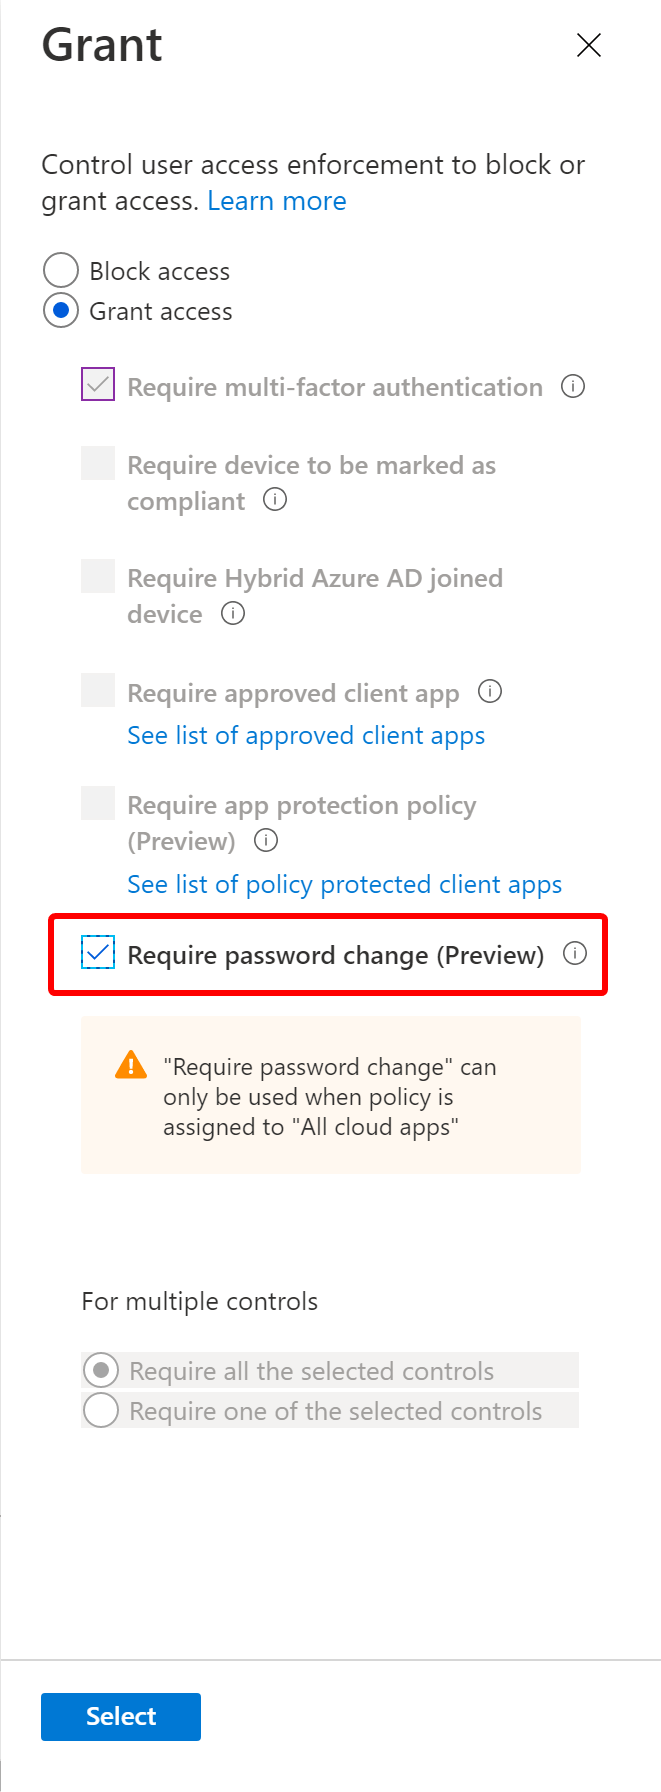 Grant
Control user access enforcement to block or
grant access. Learn more
Block access
Grant access
Require multi-factor authentication
Require device to be marked as
compliant
Require Hybrid Azure AD joined
device
Require approved client app
See list of approved client apps
Require app protection policy
(Preview)
See list of policy protected client apps
Require password change (Preview)
"Require password change" can
only be used when policy is
assigned to "All cloud apps"
For multiple controls
Require all the selected controls
Require one of the selected controls
Select